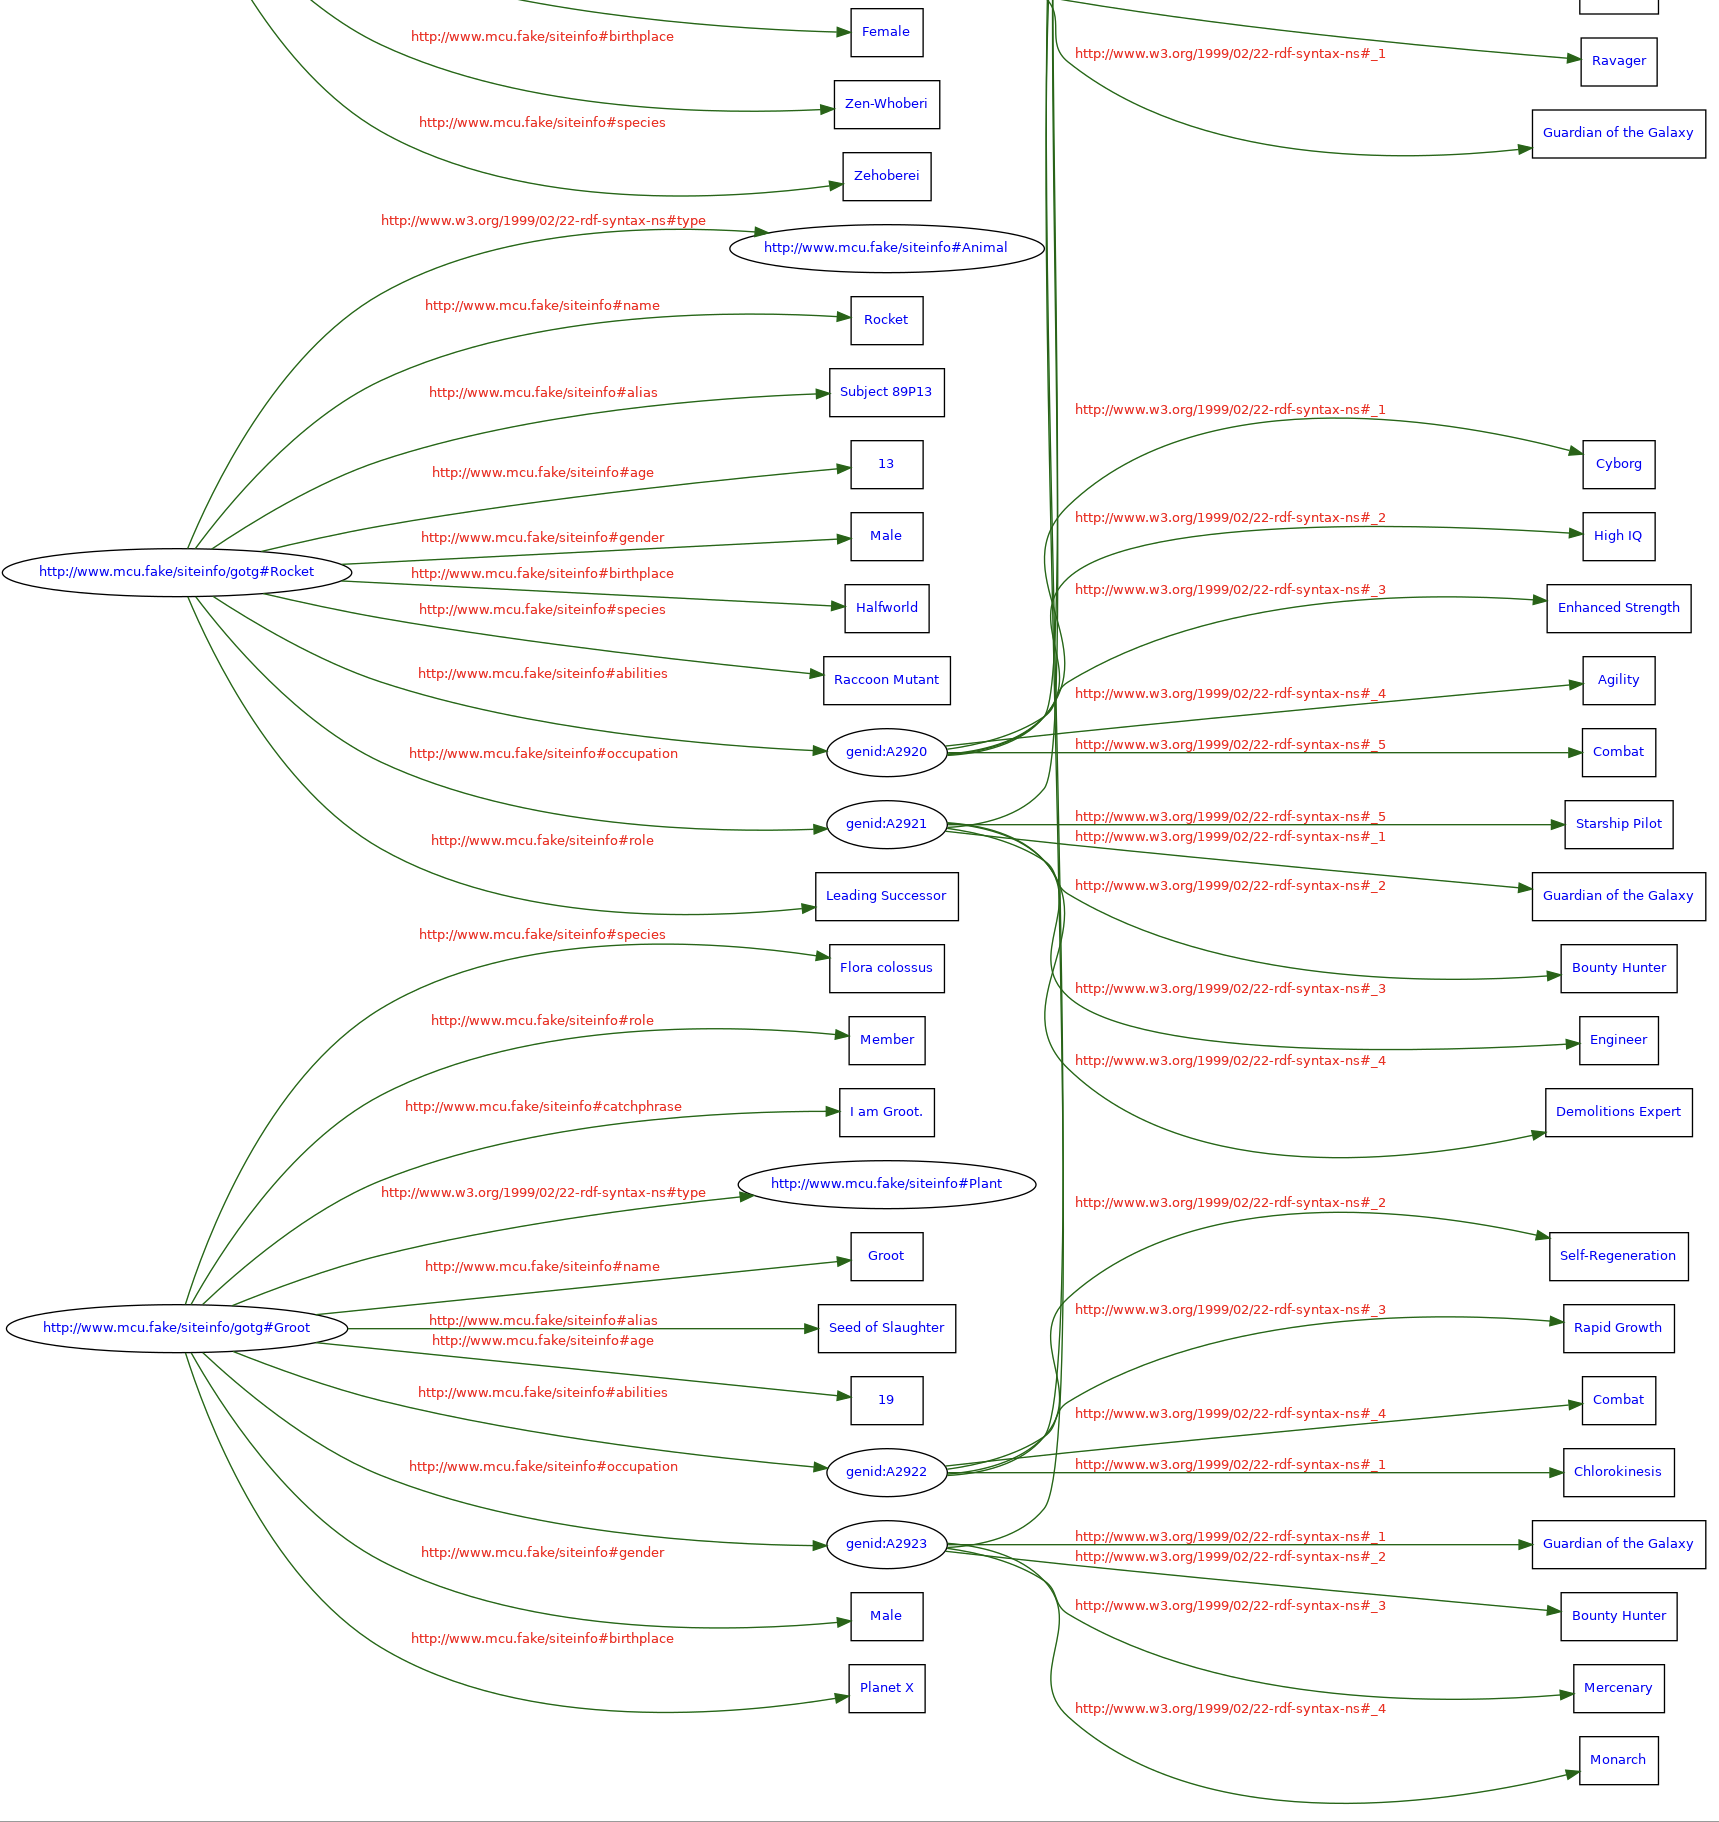 http://www.mcu.fake/siteinfo#birthplace
http://www.mcu.fake/siteinfo#species
Female
Zen-Whoberi
Zehoberei
http://www.w3.org/1999/02/22-rdf-syntax-ns#_1
Ravager
Guardian of the Galaxy
http://www.mcu.fake/siteinfo/gotg#Rocket
http://www.w3.org/1999/02/22-rdf-syntax-ns#type
http://www.mcu.fake/siteinfo#Animal
http://www.mcu.fake/siteinfo#name
Rocket
http://www.mcu.fake/siteinfo#alias
Subject 89P13
http://www.mcu.fake/siteinfo#age
13
http://www.mcu.fake/siteinfo#gender
Male
http://www.mcu.fake/siteinfo#birthplace
Halfworld
http://www.mcu.fake/siteinfo#species
Raccoon Mutant
http://www.mcu.fake/siteinfo#abilities
genid:A2920
http://www.mcu.fake/siteinfo#occupation
genid:A2921
http://www.mcu.fake/siteinfo#role
Leading Successor
http://www.w3.org/1999/02/22-rdf-syntax-ns#_1
Cyborg
http://www.w3.org/1999/02/22-rdf-syntax-ns#_2
High IQ
http://www.w3.org/1999/02/22-rdf-syntax-ns#_3
Enhanced Strength
http://www.w3.org/1999/02/22-rdf-syntax-ns#_4
Agility
http://www.w3.org/1999/02/22-rdf-syntax-ns#_5
Combat
http://www.w3.org/1999/02/22-rdf-syntax-ns#_5
Starship Pilot
http://www.w3.org/1999/02/22-rdf-syntax-ns#_1
Guardian of the Galaxy
http://www.w3.org/1999/02/22-rdf-syntax-ns#_2
Bounty Hunter
http://www.w3.org/1999/02/22-rdf-syntax-ns#_3
Engineer
http://www.w3.org/1999/02/22-rdf-syntax-ns#_4
Demolitions Expert
http://www.mcu.fake/siteinfo/gotg#Groot
http://www.mcu.fake/siteinfo#species
Flora colossus
http://www.mcu.fake/siteinfo#role
Member
http://www.mcu.fake/siteinfo#catchphrase
I am Groot.
http://www.w3.org/1999/02/22-rdf-syntax-ns#type
http://www.mcu.fake/siteinfo#Plant
http://www.mcu.fake/siteinfo#name
Groot
http://www.mcu.fake/siteinfo#alias
Seed of Slaughter
http://www.mcu.fake/siteinfo#age
19
http://www.mcu.fake/siteinfo#abilities
genid:A2922
http://www.mcu.fake/siteinfo#occupation
genid:A2923
http://www.mcu.fake/siteinfo#gender
Male
http://www.mcu.fake/siteinfo#birthplace
Planet X
http://www.w3.org/1999/02/22-rdf-syntax-ns#_2
Self-Regeneration
http://www.w3.org/1999/02/22-rdf-syntax-ns#_3
Rapid Growth
http://www.w3.org/1999/02/22-rdf-syntax-ns#_4
Combat
http://www.w3.org/1999/02/22-rdf-syntax-ns#_1
Chlorokinesis
http://www.w3.org/1999/02/22-rdf-syntax-ns#_1
Guardian of the Galaxy
http://www.w3.org/1999/02/22-rdf-syntax-ns#_2
Bounty Hunter
http://www.w3.org/1999/02/22-rdf-syntax-ns#_3
Mercenary
http://www.w3.org/1999/02/22-rdf-syntax-ns#_4
Monarch